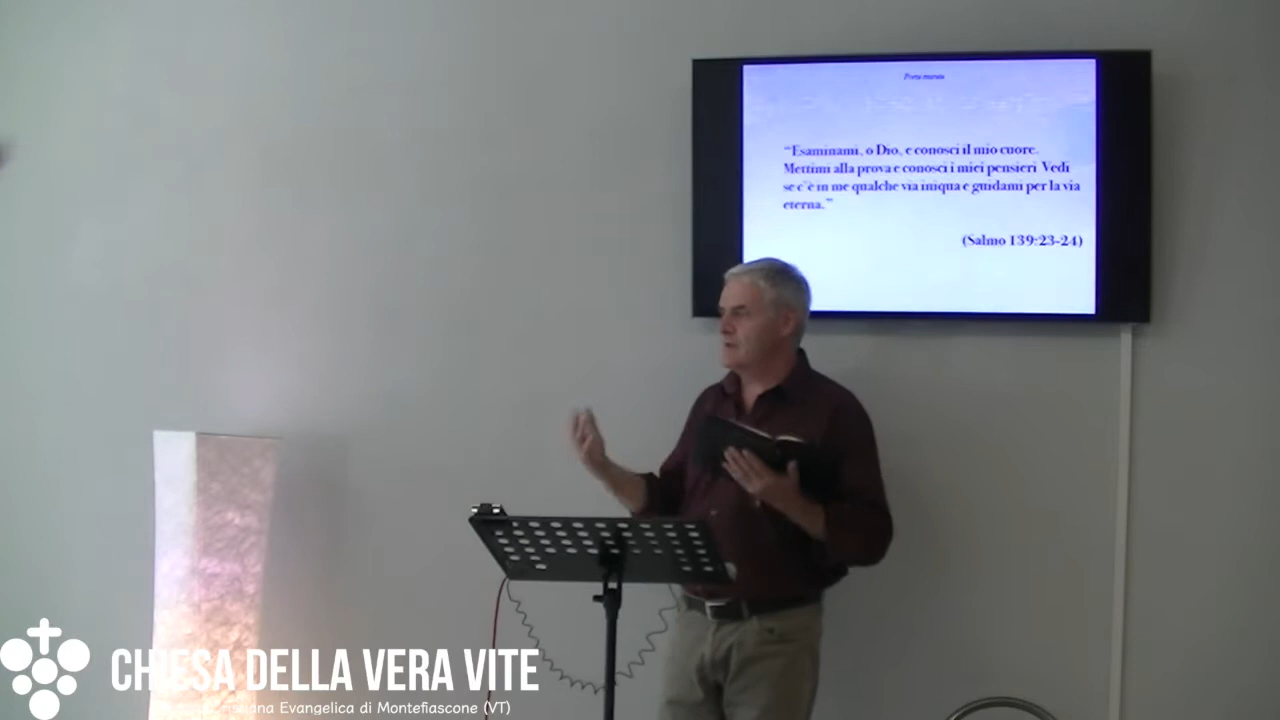 “Esaminami, o Dio, e conosci il mio cuore.
Mettimi alla prova e conosci i miei pensieri Vedi
se c'è in me qualche via iniqua e guidami per la via
eterna.”
(Salmo 139:23-24)
CHIESA DELLA VERA VITE
Cristiana Evangelica di Montefiascone (VT)